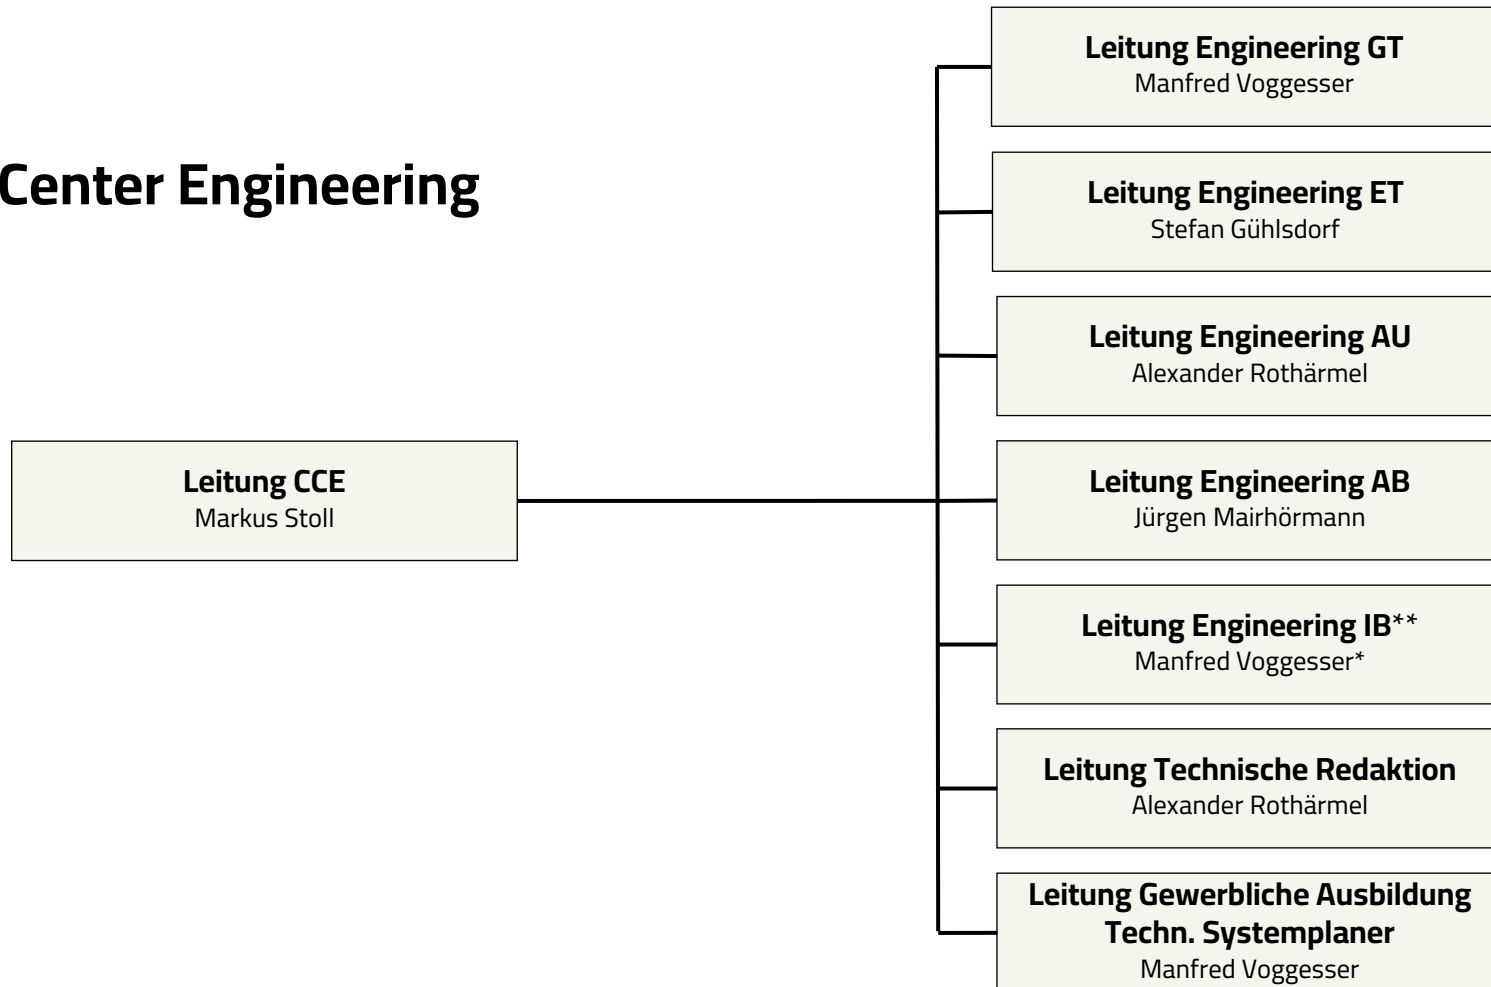 Center Engineering
Leitung CCE
Markus Stoll
Leitung Engineering GT
Manfred Voggesser
Leitung Engineering ET
Stefan Gühlsdorf
Leitung Engineering AU
Alexander Rothärmel
Leitung Engineering AB
Jürgen Mairhörmann
Leitung Engineering IB**
Manfred Voggesser*
Leitung Technische Redaktion
Alexander Rothärmel
Leitung Gewerbliche Ausbildung
Techn. Systemplaner
Manfred Voggesser